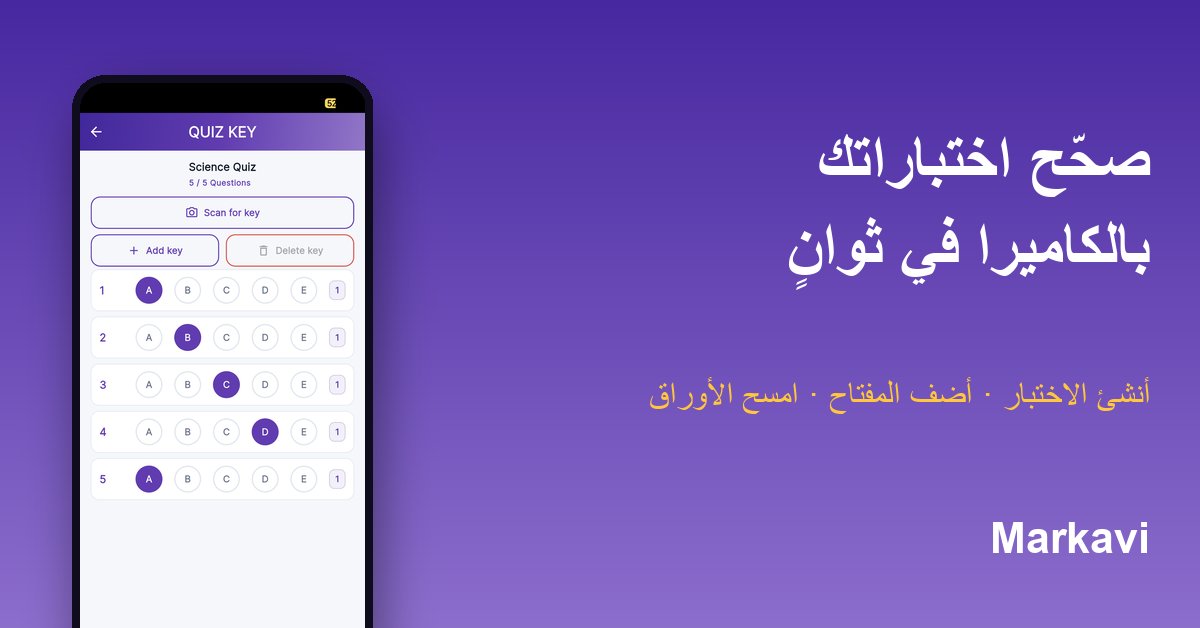 52
QUIZ KEY
Science Quiz
5 / 5 Questions
Scan for key
+ Add key
Delete key
1 A B C D E 1
2 A B C D E 1
3 A B C D E 1
4 A B C D E 1
5 A B C D E 1
صحّح اختباراتك
بالكاميرا في ثوانٍ
أنشئ الاختبار · أضف المفتاح · امسح الأوراق
Markavi